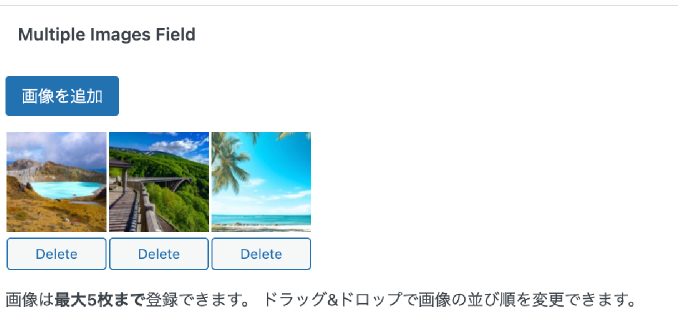 Multiple Images Field
画像を追加
Delete Delete Delete
画像は最大5枚まで登録できます。 ドラッグ&ドロップで画像の並び順を変更できます。